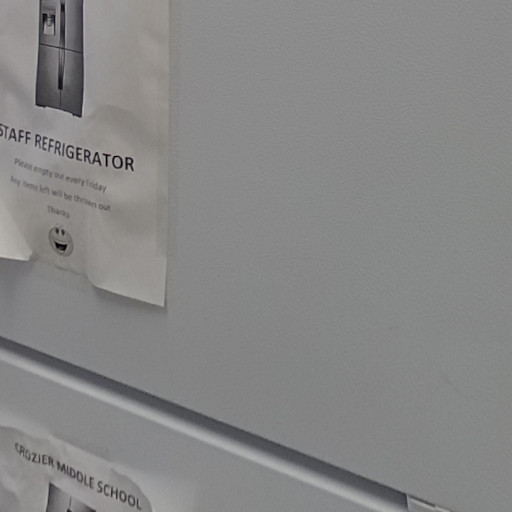 STAFF REFRIGERATOR
Please empty out every Friday
Any items left will be thrown out.
Thanks
CROZIER MIDDLE SCHOOL